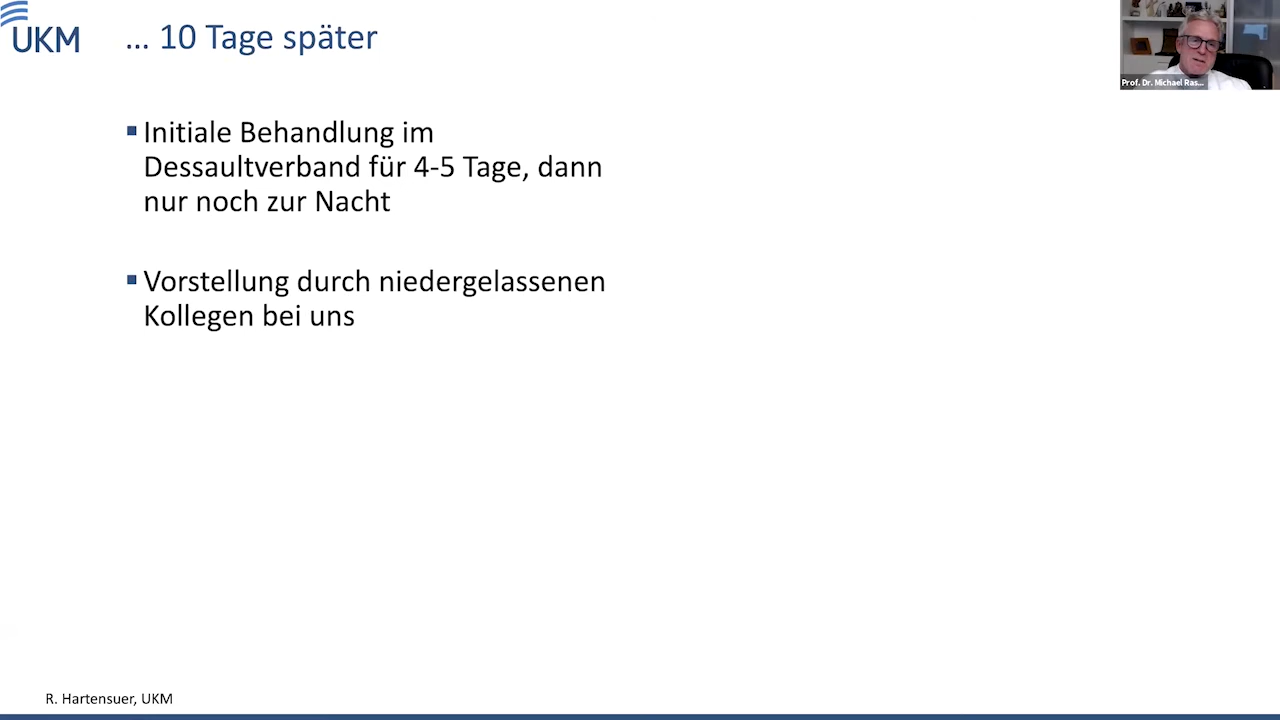 UKM
... 10 Tage später
Prof. Dr. Michael Ras...
▪ Initiale Behandlung im
Dessaultverband für 4-5 Tage, dann
nur noch zur Nacht
▪ Vorstellung durch niedergelassenen
Kollegen bei uns
R. Hartensuer, UKM